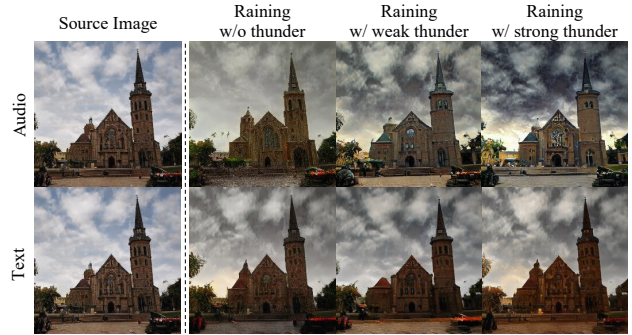 Source Image
Raining
w/o thunder
Raining
w/ weak thunder
Raining
w/ strong thunder
Audio
Text